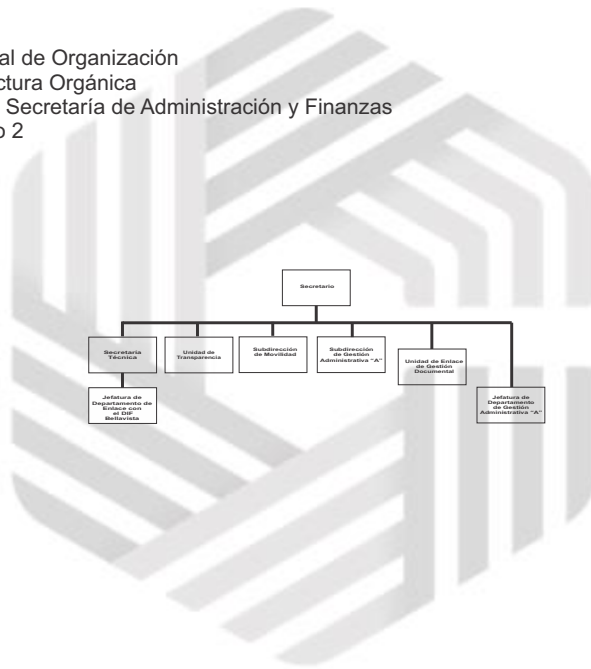 al de Organización
ctura Orgánica
Secretaría de Administración y Finanzas
o 2
Secretario
Secretaría
Técnica
Unidad de
Transparencia
Subdirección
de Movilidad
Subdirección
de Gestión
Administrativa "A"
Unidad de Enlace
de Gestión
Documental
Jefatura de
Departamento de
Enlace con
el DIF
Bellavista
Jefatura de
Departamento
de Gestión
Administrativa "A"